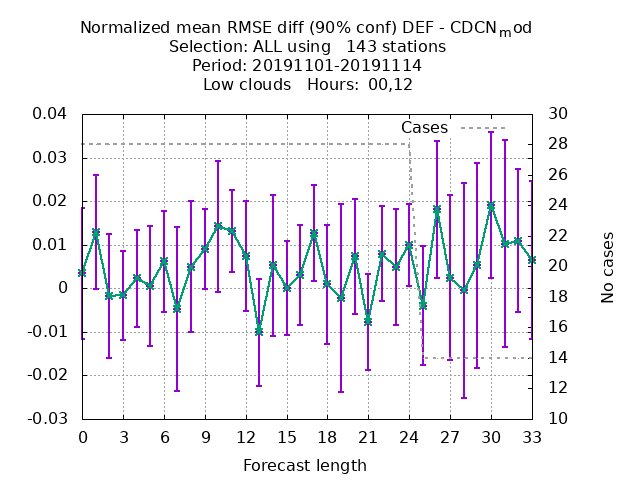 Normalized mean RMSE diff (90% conf) DEF - CDCNmod
Selection: ALL using   143 stations
Period: 20191101-20191114
Low clouds   Hours:  00,12
Cases
0.04
0.03
0.02
0.01
0
-0.01
-0.02
-0.03
30
28
26
24
22
20
18
16
14
12
10
No cases
0 3 6 9 12 15 18 21 24 27 30 33
Forecast length